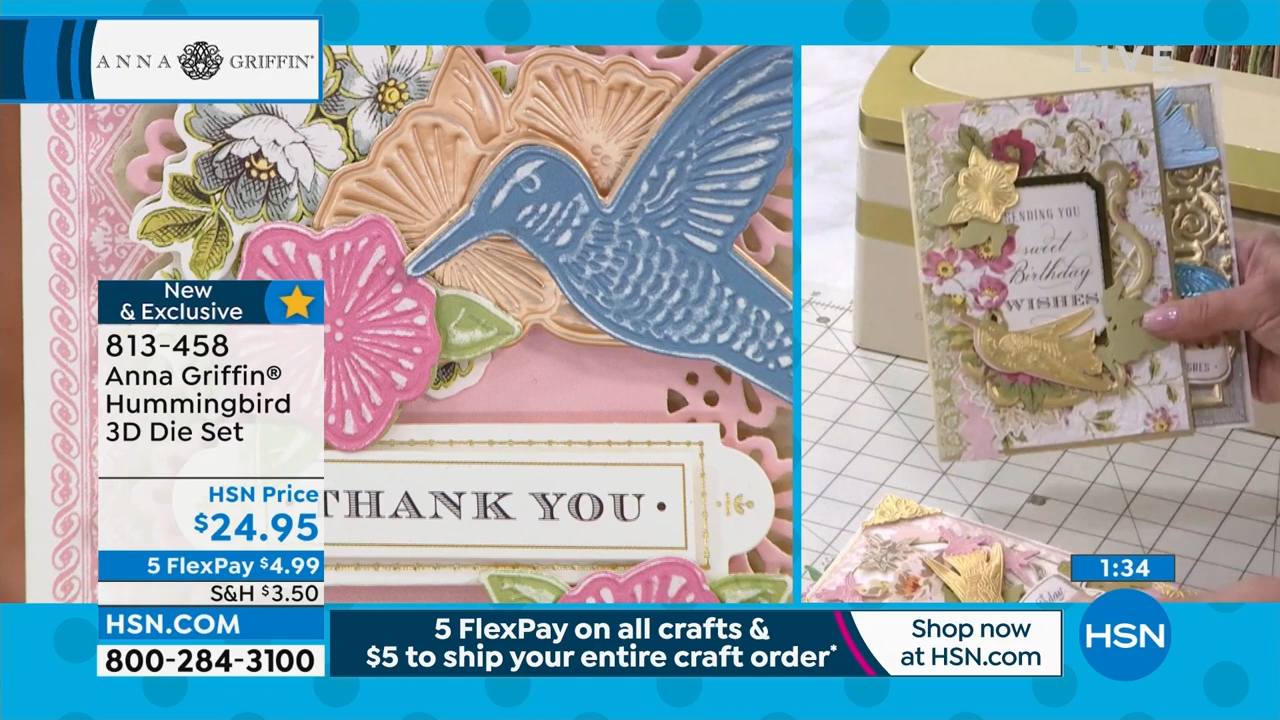 ANNA GRIFFIN®
LIVE
SENDING YOU
sweet
Birthday
WISHES
THANK YOU •
New
& Exclusive
813-458
Anna Griffin®
Hummingbird
3D Die Set
HSN Price
$24.95
5 FlexPay $4.99
S&H $3.50
HSN.COM
800-284-3100
5 FlexPay on all crafts &
$5 to ship your entire craft order*
Shop now
at HSN.com
1:34
HSN